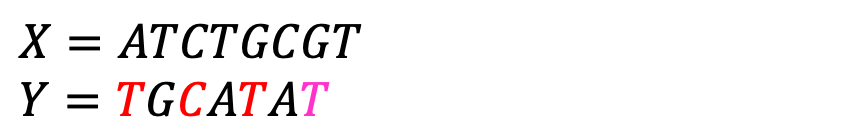 X = ATCTGCGT
Y = TGCATAT